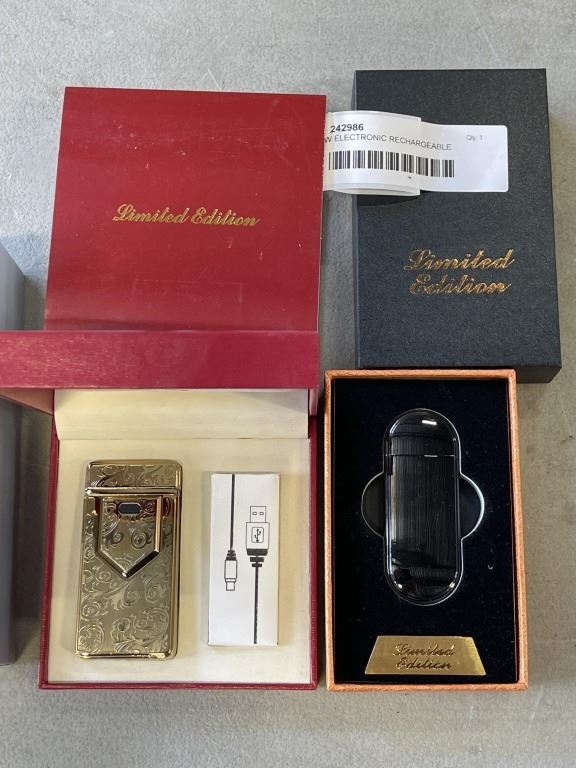 242986
W ELECTRONIC RECHARGEABLE
Qty: 1
Limited Edition
Limited
Edition
Limited
Edition